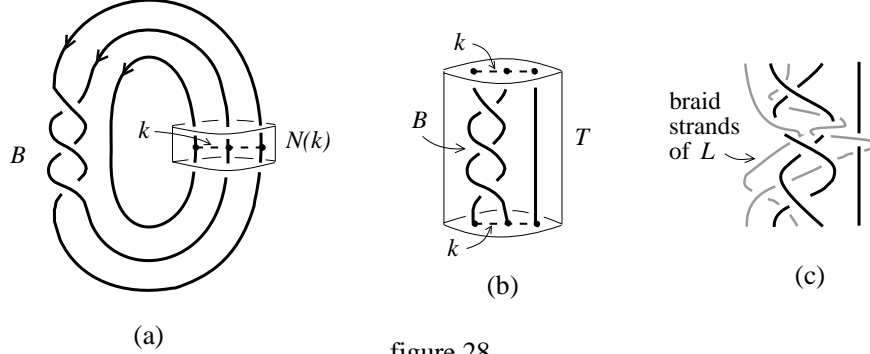 B
k
N(k)
(a)
k
B
T
k
(b)
braid
strands
of L
(c)
figure 28